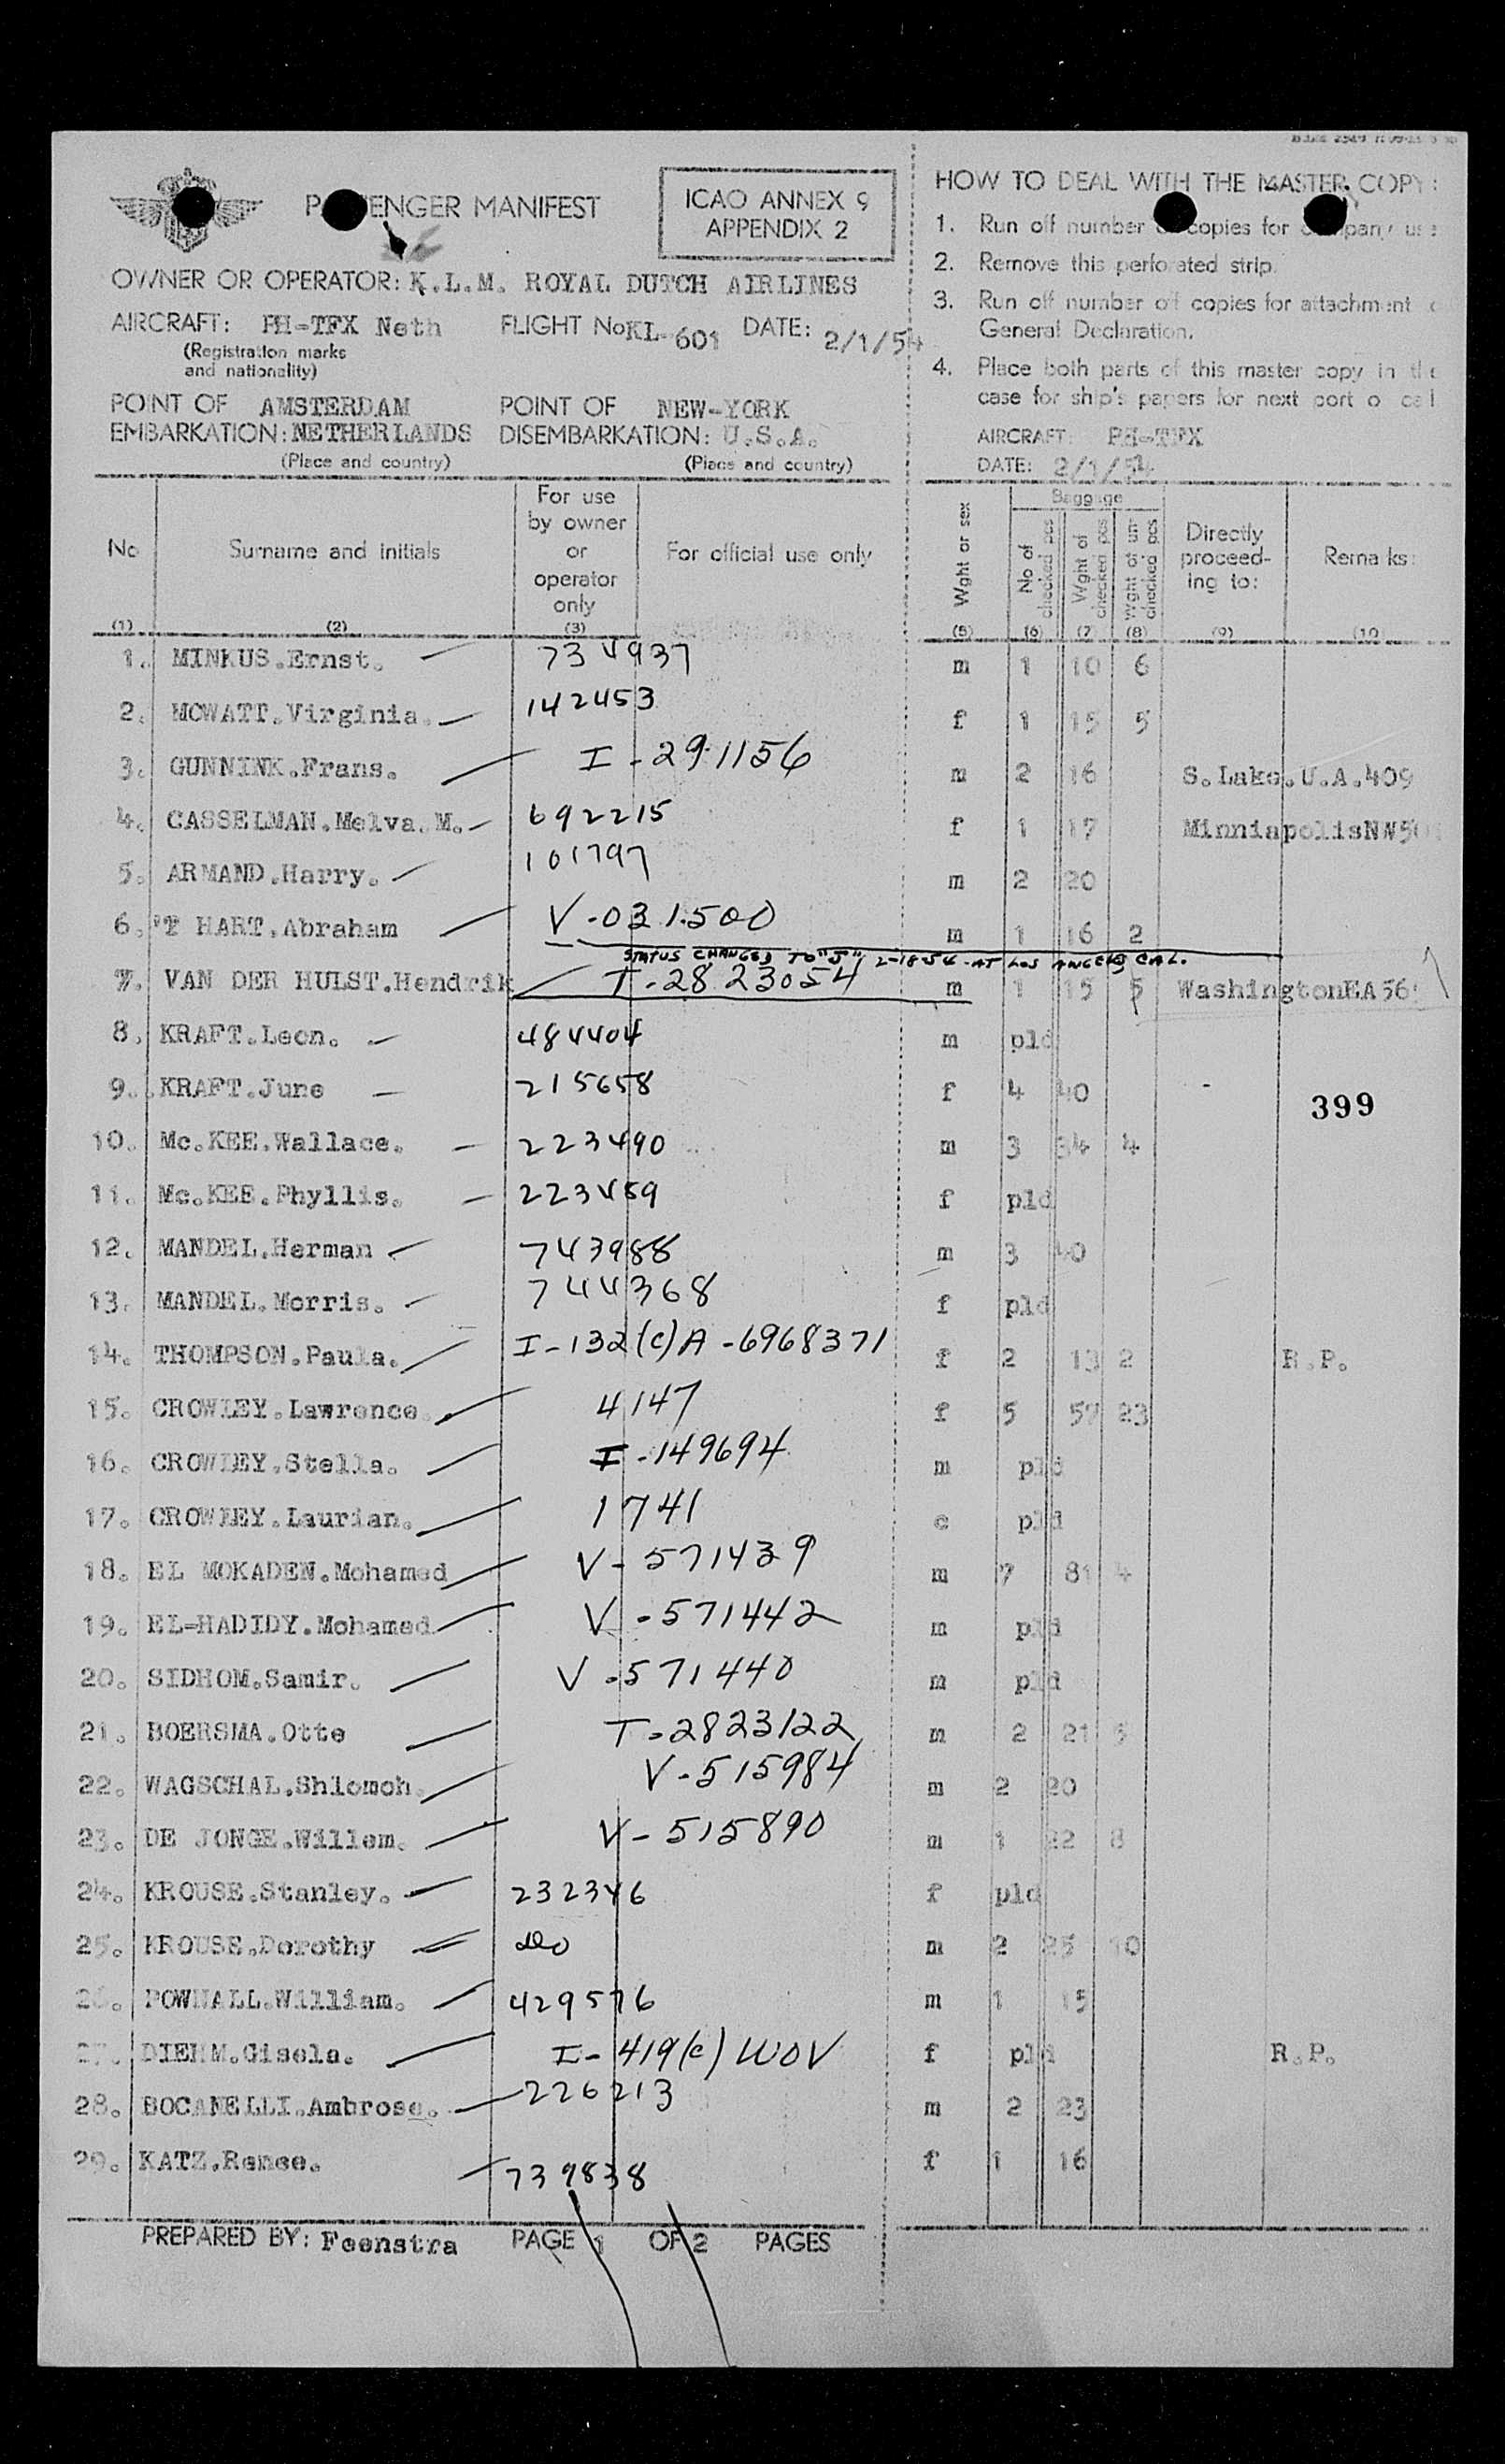 PASSENGER MANIFEST
ICAO ANNEX 9
APPENDIX 2
OWNER OR OPERATOR: K.L.M. ROYAL DUTCH AIRLINES
AIRCRAFT: PH-TFX Neth FLIGHT No KL-601 DATE: 2/1/54
(Registration marks
and nationality)
POINT OF AMSTERDAM POINT OF NEW-YORK
EMBARKATION: NETHERLANDS DISEMBARKATION: U.S.A.
(Place and country) (Place and country)
HOW TO DEAL WITH THE MASTER COPY:
1. Run off number of copies for company use
2. Remove this perforated strip.
3. Run off number of copies for attachment
General Declaration.
4. Place both parts of this master copy in the
case for ship's papers for next port o call
AIRCRAFT: PH-TFX
DATE: 2/1/54
No Surname and initials For use by owner or operator only For official use only Wght or sex Baggage No of checked pcs Wght of checked pcs Wght of un checked pcs Directly proceed-ing to: Remarks:
(1) (2) (3) (5) (6) (7) (8) (9) (10
1. MINKUS.Ernst. 734937 m 1 10 6
2. MOWATT.Virginia. 142453 f 1 15 5
3. GUNNINK.Frans. I-291156 m 2 16 S.Lake.U.A.409
4. CASSELMAN.Melva.M. 692215 f 1 17 MinniapolisNW50
5. ARMAND.Harry. 101797 m 2 20
6. 'T HART.Abraham V-031500 m 1 16 2
STATUS CHANGED TO "J" 2-18-54 - AT LOS ANGELES CAL.
7. VAN DER HULST.Hendrik T-2823054 m 1 15 5 WashingtonEA56
8. KRAFT.Leon. 484404 m pld
9. KRAFT.June 215658 f 4 40
399
10. Mc.KEE.Wallace. 223490 m 3 34 4
11. Mc.KEE.Phyllis. 223489 f pld
12. MANDEL.Herman 743988 m 3 40
13. MANDEL.Morris. 744368 f pld
14. THOMPSON.Paula. I-132(c)A-6968371 f 2 13 2 R.P.
15. CROWLEY.Lawrence. 4147 f 5 57 23
16. CROWLEY.Stella. I-149694 m pld
17. CROWLEY.Laurian. 1741 c pld
18. EL MOKADEN.Mohamed V-571439 m 7 81 4
19. EL-HADIDY.Mohamed V-571442 m pld
20. SIDHOM.Samir. V-571440 m pld
21. BOERSMA.Otte T-2823122 m 2 21 5
22. WAGSCHAL.Shlomoh. V-515984 m 2 20
23. DE JONGE.Willem. V-515890 m 1 22 8
24. KROUSE.Stanley. 232346 f pld
25. KROUSE.Dorothy do m 2 25 10
26. POWNALL.William. 429576 m 1 15
27. DIEHM.Gisela. I-419(c) WOV f pld R.P.
28. BOCANELLI.Ambrose. 226213 m 2 23
29. KATZ.Renee. 739838 f 1 16
PREPARED BY: Feenstra PAGE 1 OF 2 PAGES